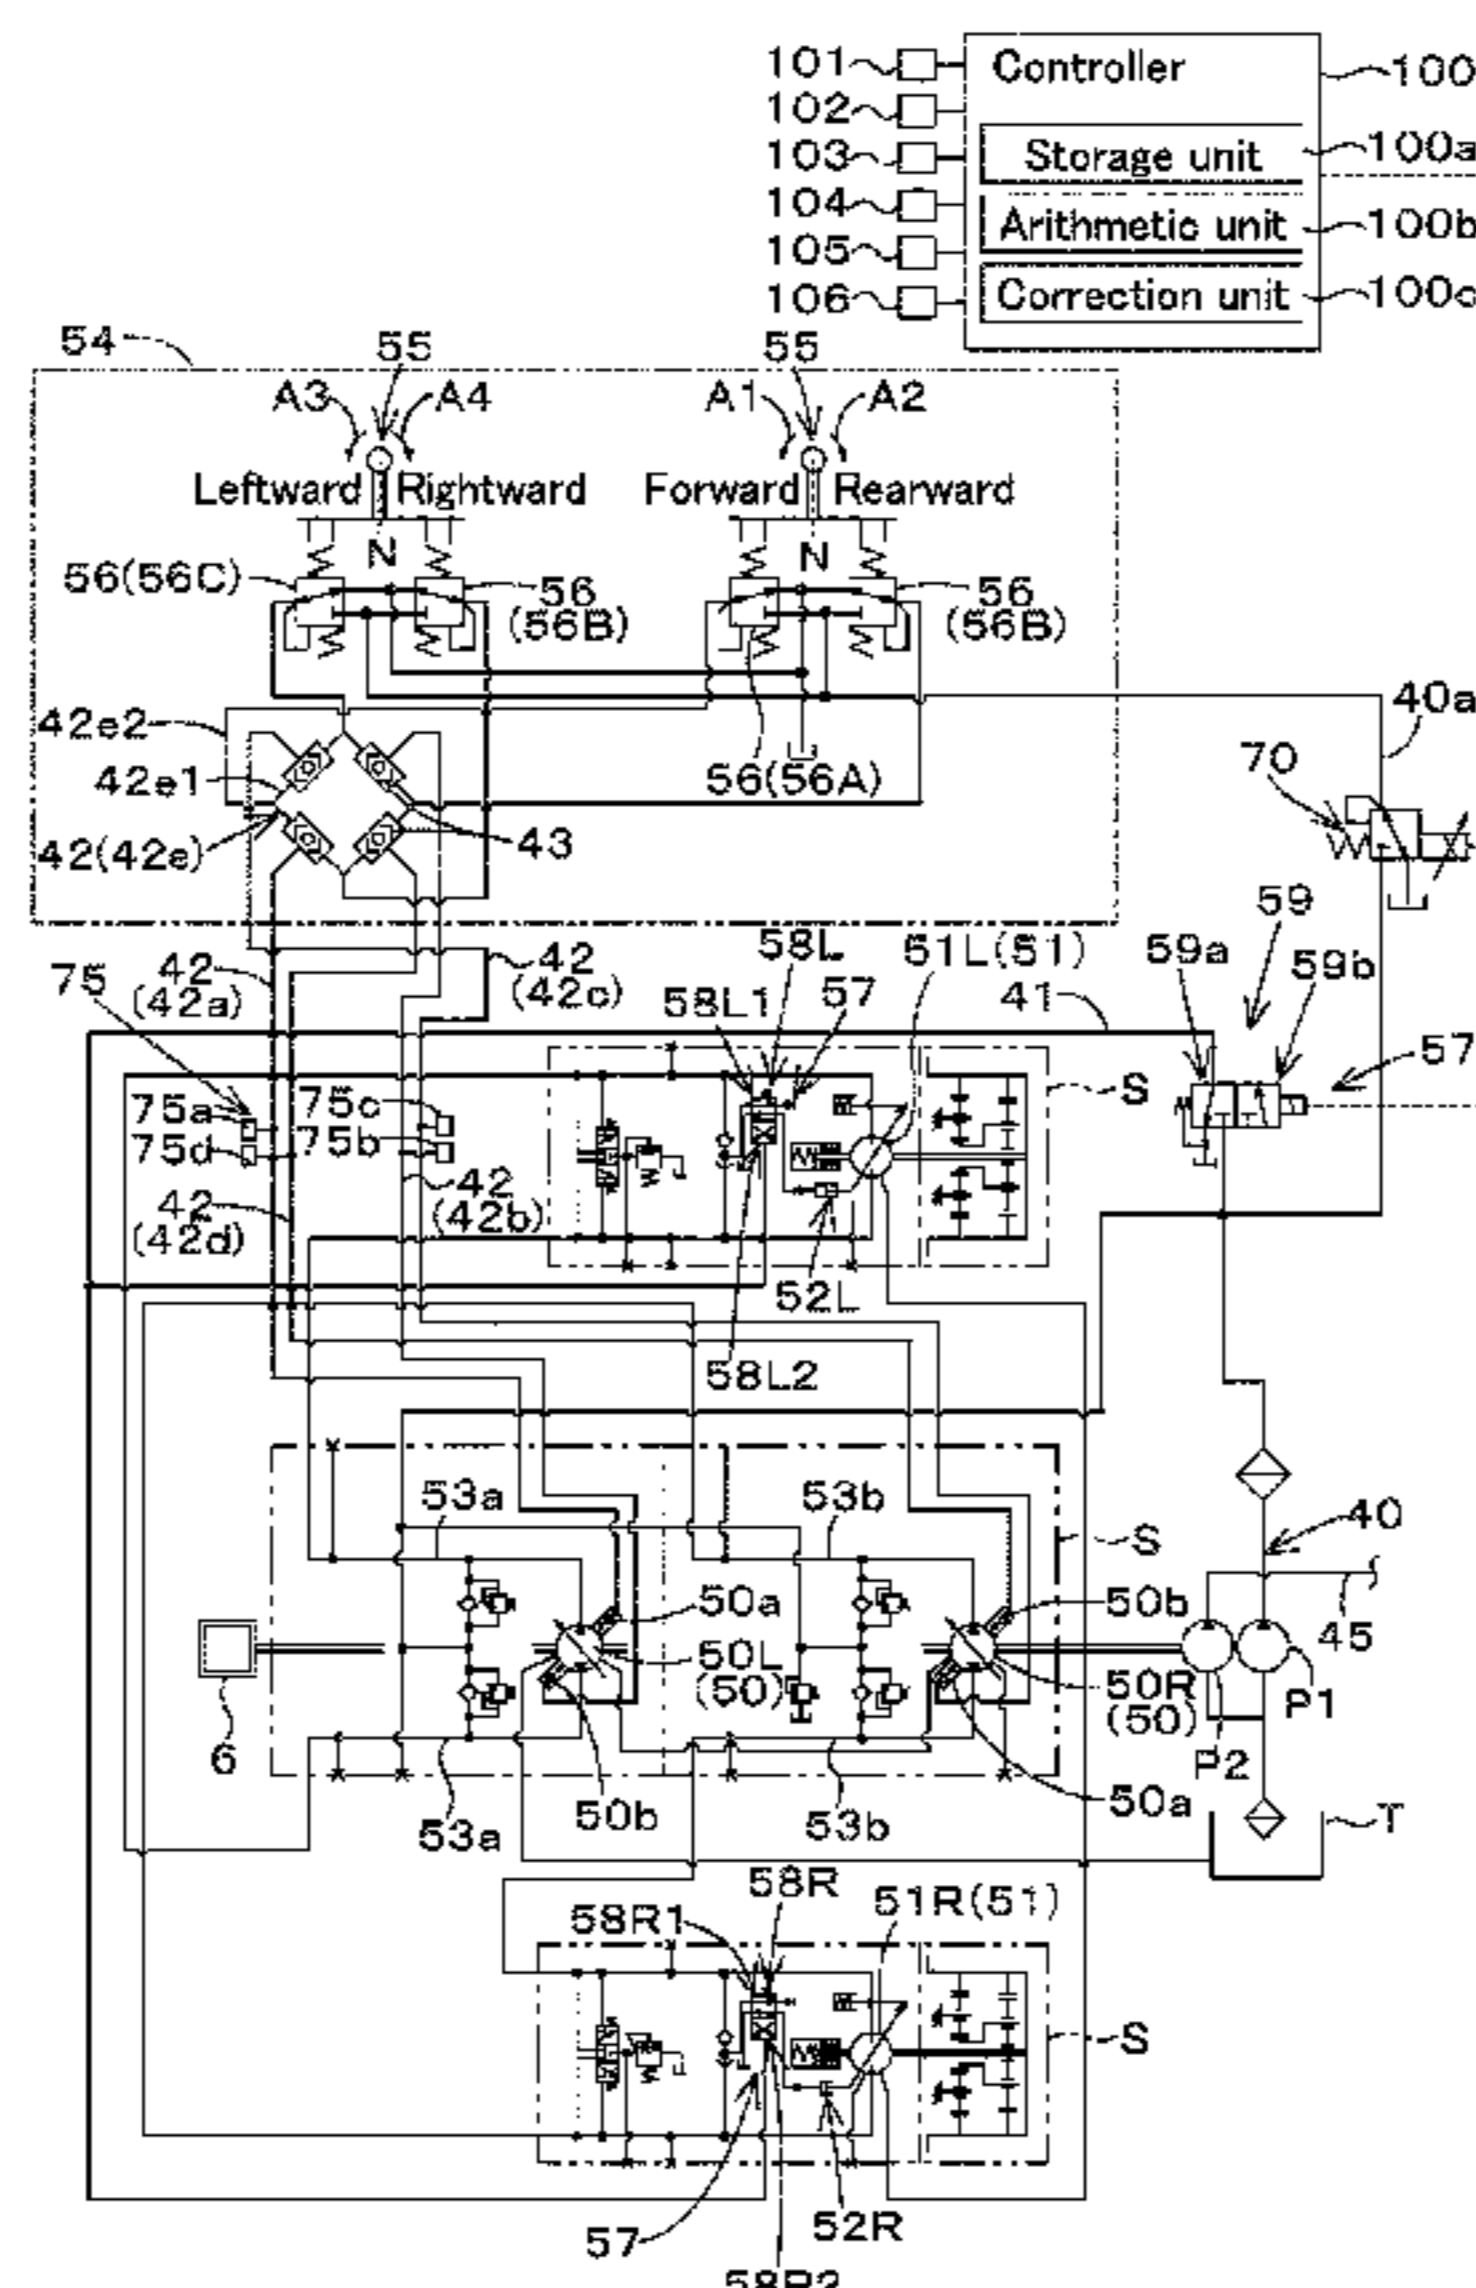 101
Controller
100
102
103
Storage unit
100a
104
Arithmetic unit
100b
105
106
Correction unit
100c
54
55
55
A3
A4
A1
A2
Leftward
Rightward
Forward
Rearward
N
N
56(56C)
56
(56B)
56
(56B)
42e2
40a
42e1
56(56A)
70
42(42e)
43
59
58L
51L(51)
59a
59b
75
42
(42a)
42
(42c)
58L1
57
41
57
75a
75c
S
75d
75b
42
(42b)
42
(42d)
52L
58L2
53a
53b
40
S
50a
50b
45
50L
(50)
50R
(50)
P1
6
P2
50b
50a
53a
53b
T
58R
58R1
51R(51)
S
57
52R
58R2